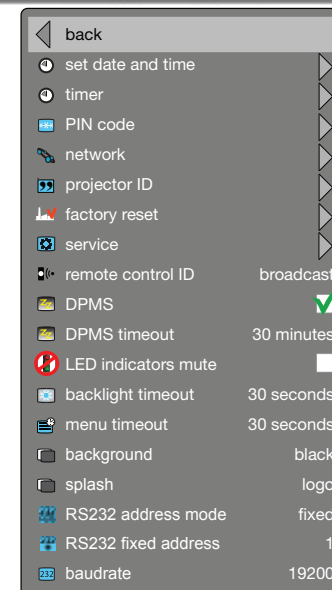 back
set date and time
timer
PIN code
network
projector ID
factory reset
service
remote control ID broadcast
DPMS
DPMS timeout 30 minutes
LED indicators mute
backlight timeout 30 seconds
menu timeout 30 seconds
background black
splash logo
RS232 address mode fixed
RS232 fixed address 1
baudrate 19200